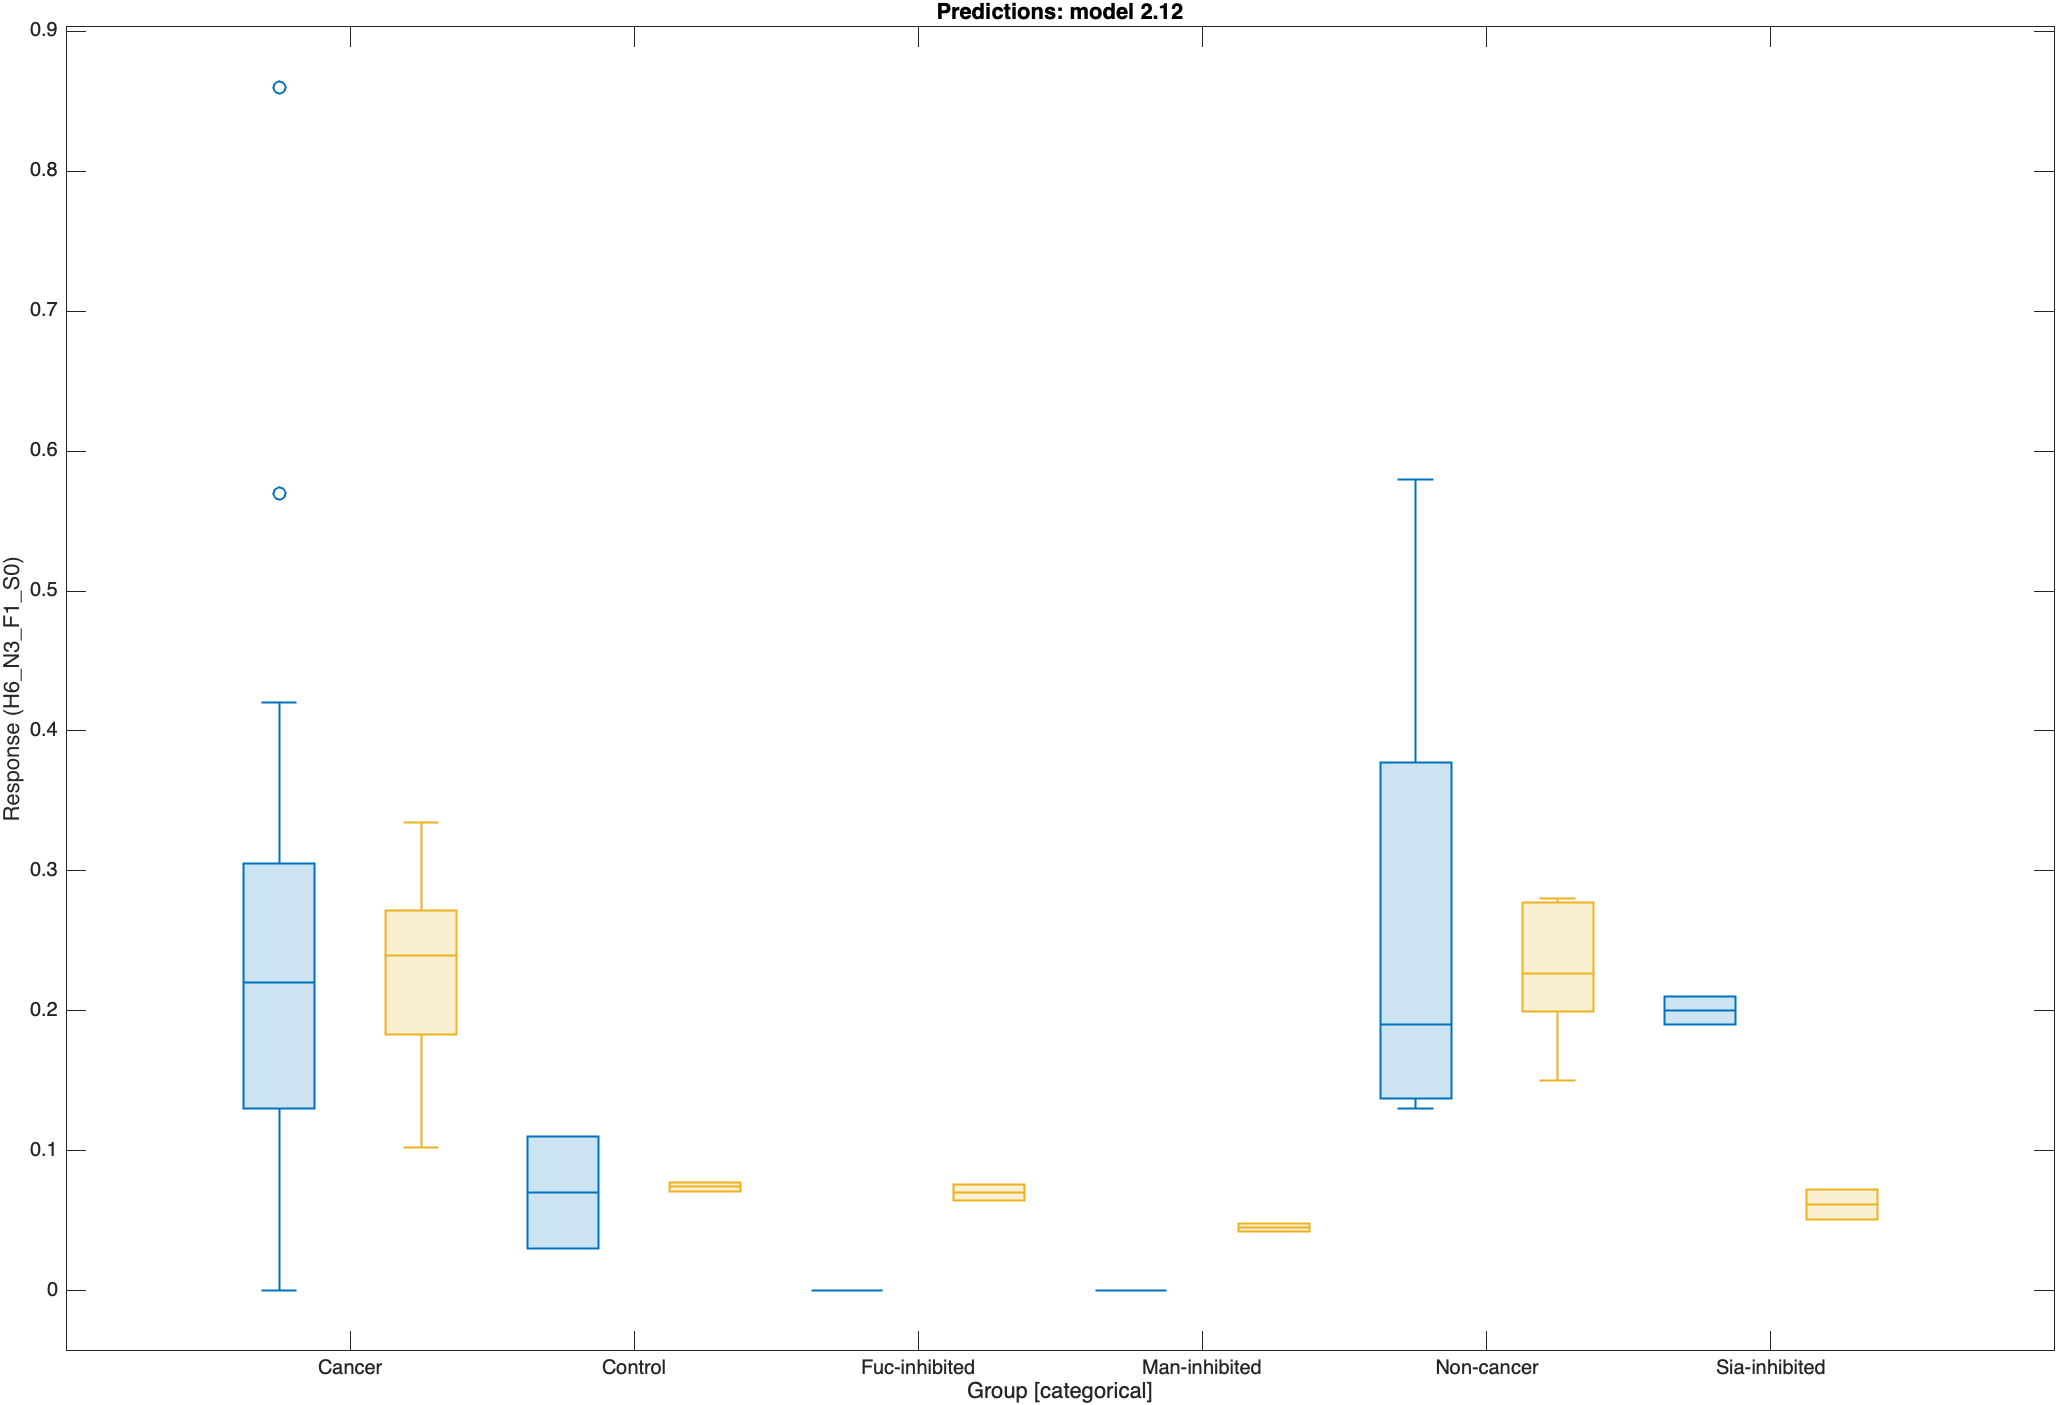 Predictions: model 2.12
0.9
0.8
0.7
0.6
0.5
0.4
0.3
0.2
0.1
0
Response (H6_N3_F1_S0)
Cancer Control Fuc-inhibited Man-inhibited Non-cancer Sia-inhibited
Group [categorical]